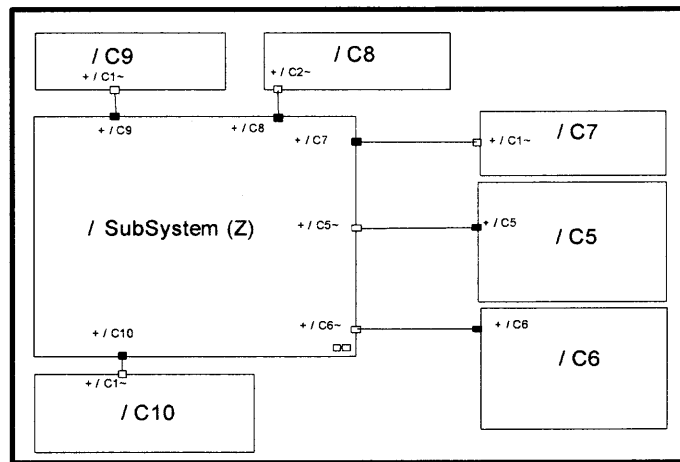 / C9
+ / C1~
/ C8
+ / C2~
+ / C9
+ / C8
+ / C7
+ / C1~
/ C7
/ SubSystem (Z)
+ / C5~
+ / C5
/ C5
+ / C6~
+ / C6
/ C6
+ / C10
+ / C1~
/ C10